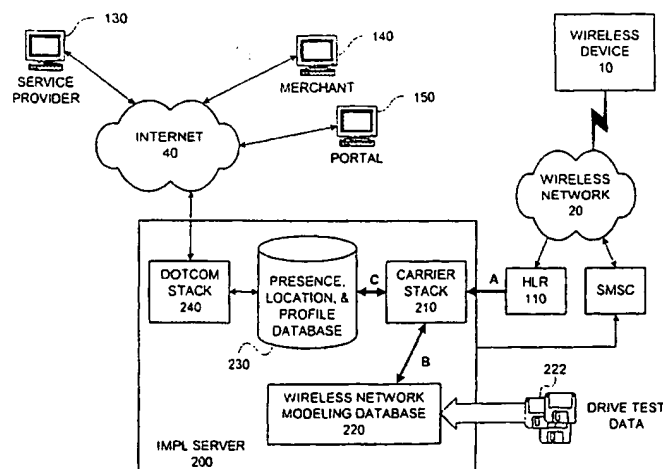 130
SERVICE
PROVIDER
140
MERCHANT
150
PORTAL
INTERNET
40
WIRELESS
DEVICE
10
WIRELESS
NETWORK
20
DOTCOM
STACK
240
PRESENCE,
LOCATION, &
PROFILE
DATABASE
230
C
CARRIER
STACK
210
A
HLR
110
SMSC
B
WIRELESS NETWORK
MODELING DATABASE
220
222
DRIVE TEST
DATA
IMPL SERVER
200